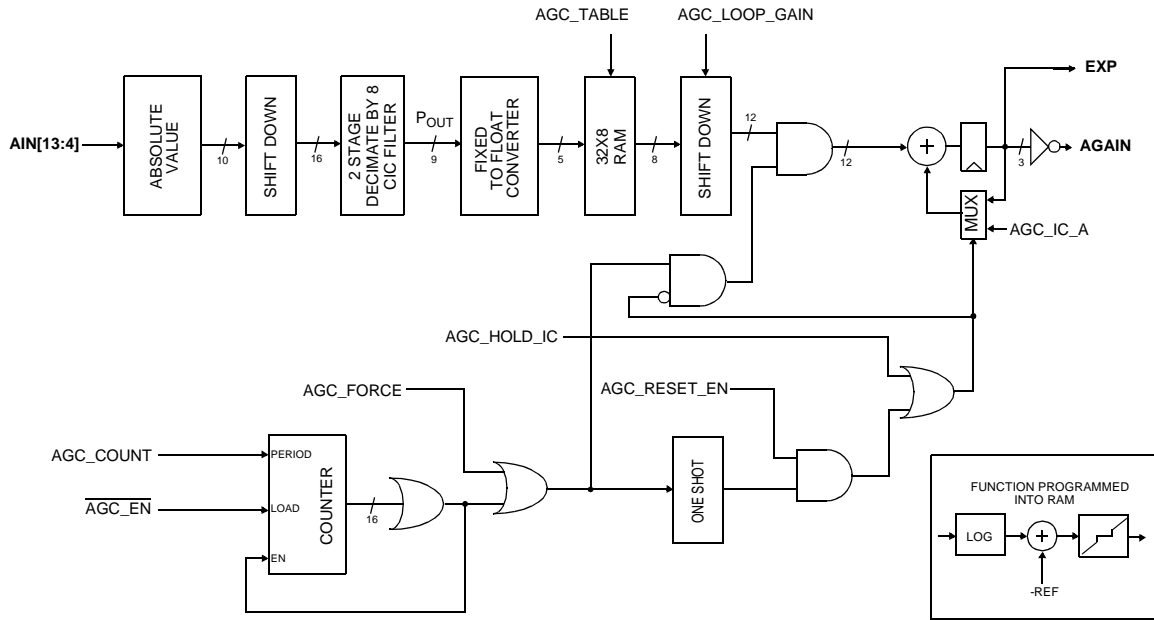 AGC_TABLE
AGC_LOOP_GAIN
EXP
AIN[13:4]
ABSOLUTE
VALUE
10
SHIFT DOWN
16
2 STAGE
DECIMATE BY 8
CIC FILTER
POUT
9
FIXED
TO FLOAT
CONVERTER
5
32X8
RAM
8
SHIFT DOWN
12
12
+
3
AGAIN
MUX
AGC_IC_A
AGC_HOLD_IC
AGC_FORCE
AGC_RESET_EN
AGC_COUNT
PERIOD
AGC_EN
LOAD
EN
COUNTER
16
ONE SHOT
FUNCTION PROGRAMMED
INTO RAM
LOG
+
-REF